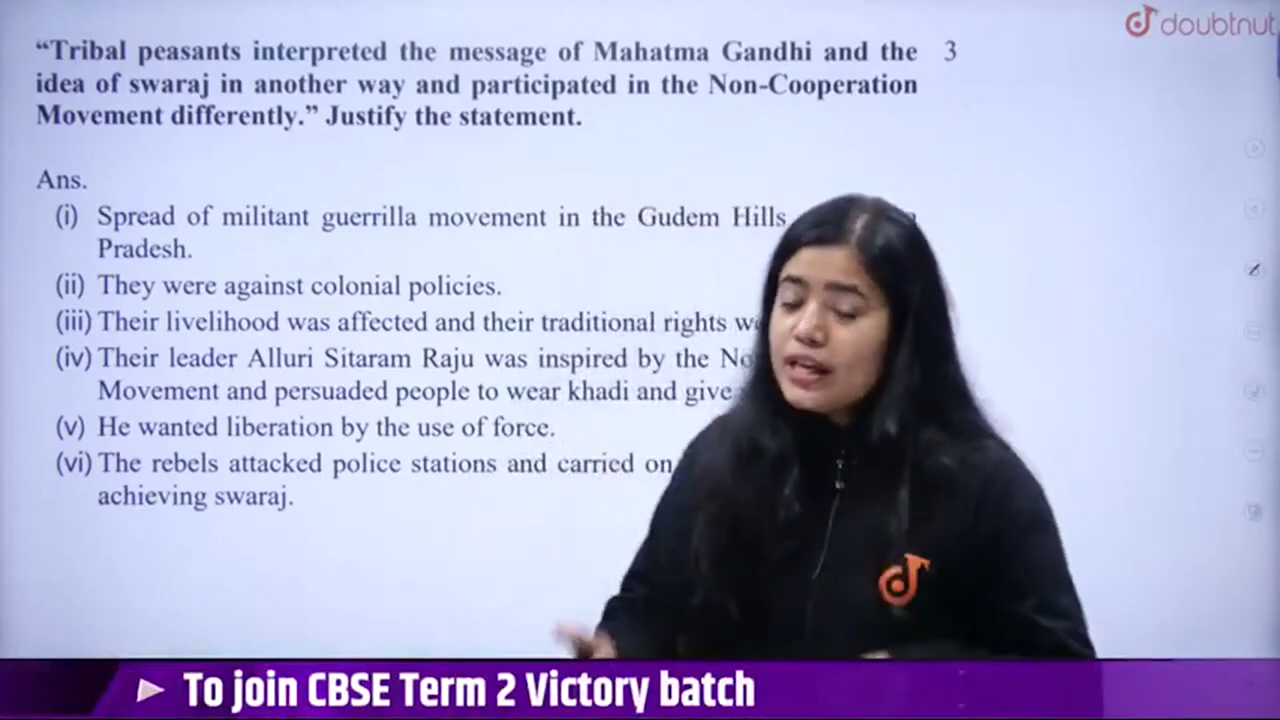 doubtnut
“Tribal peasants interpreted the message of Mahatma Gandhi and the 3
idea of swaraj in another way and participated in the Non-Cooperation
Movement differently.” Justify the statement.
Ans.
(i) Spread of militant guerrilla movement in the Gudem Hills
Pradesh.
(ii) They were against colonial policies.
(iii) Their livelihood was affected and their traditional rights
(iv) Their leader Alluri Sitaram Raju was inspired by the
Movement and persuaded people to wear khadi and give
(v) He wanted liberation by the use of force.
(vi) The rebels attacked police stations and carried on
achieving swaraj.
To join CBSE Term 2 Victory batch